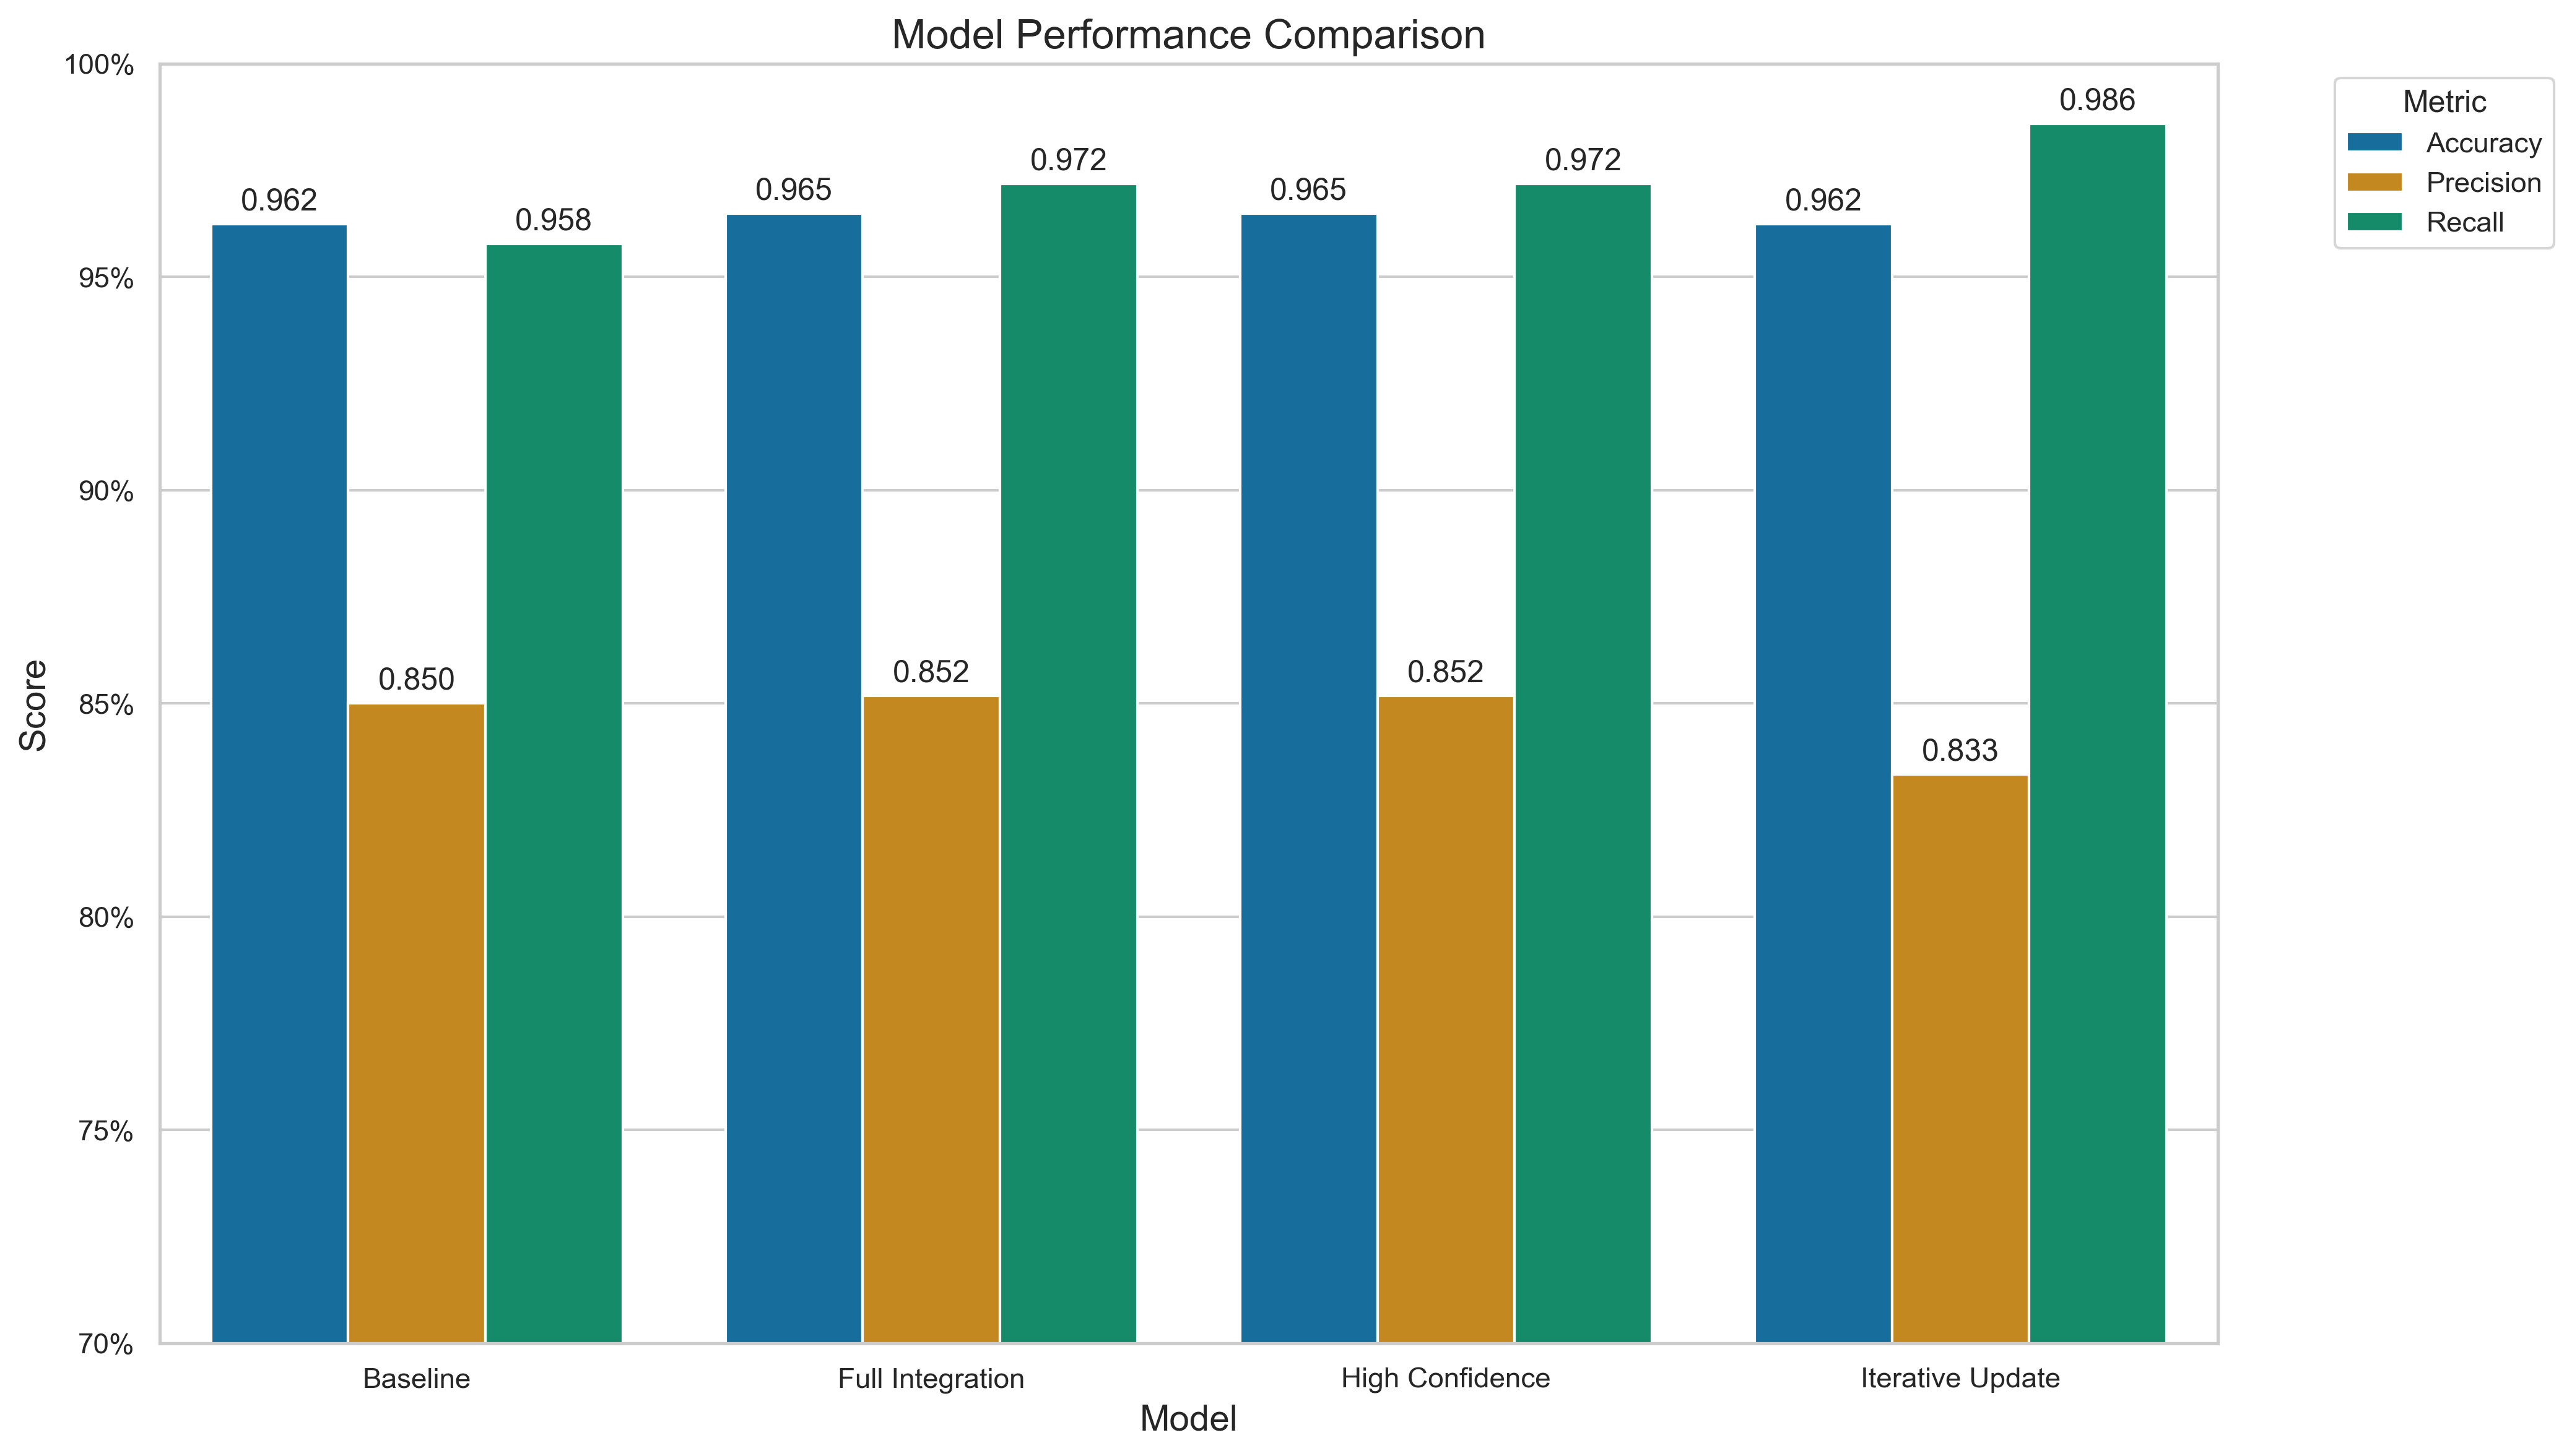 Model Performance Comparison
100%
95%
90%
85%
80%
75%
70%
Score
0.962
0.850
0.958
0.965
0.852
0.972
0.965
0.852
0.972
0.962
0.833
0.986
Baseline
Full Integration
High Confidence
Iterative Update
Model
Metric
Accuracy
Precision
Recall